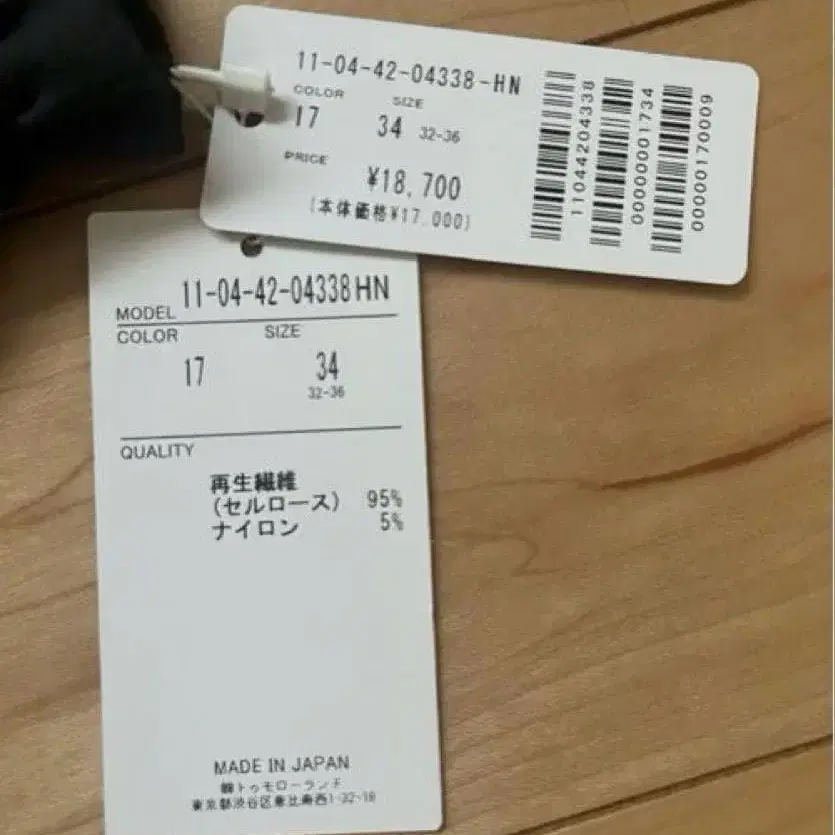 11-04-42-04338-HN
COLOR SIZE
17 34 32-36
PRICE
¥18,700
(本体価格¥17,000)
11044204338
0000001734
00000170009
MODEL 11-04-42-04338HN
COLOR SIZE
17 34
32-36
QUALITY
再生繊維
(セルロース) 95%
ナイロン 5%
MADE IN JAPAN
㈱トゥモローランド
東京都渋谷区恵比寿西1-32-18